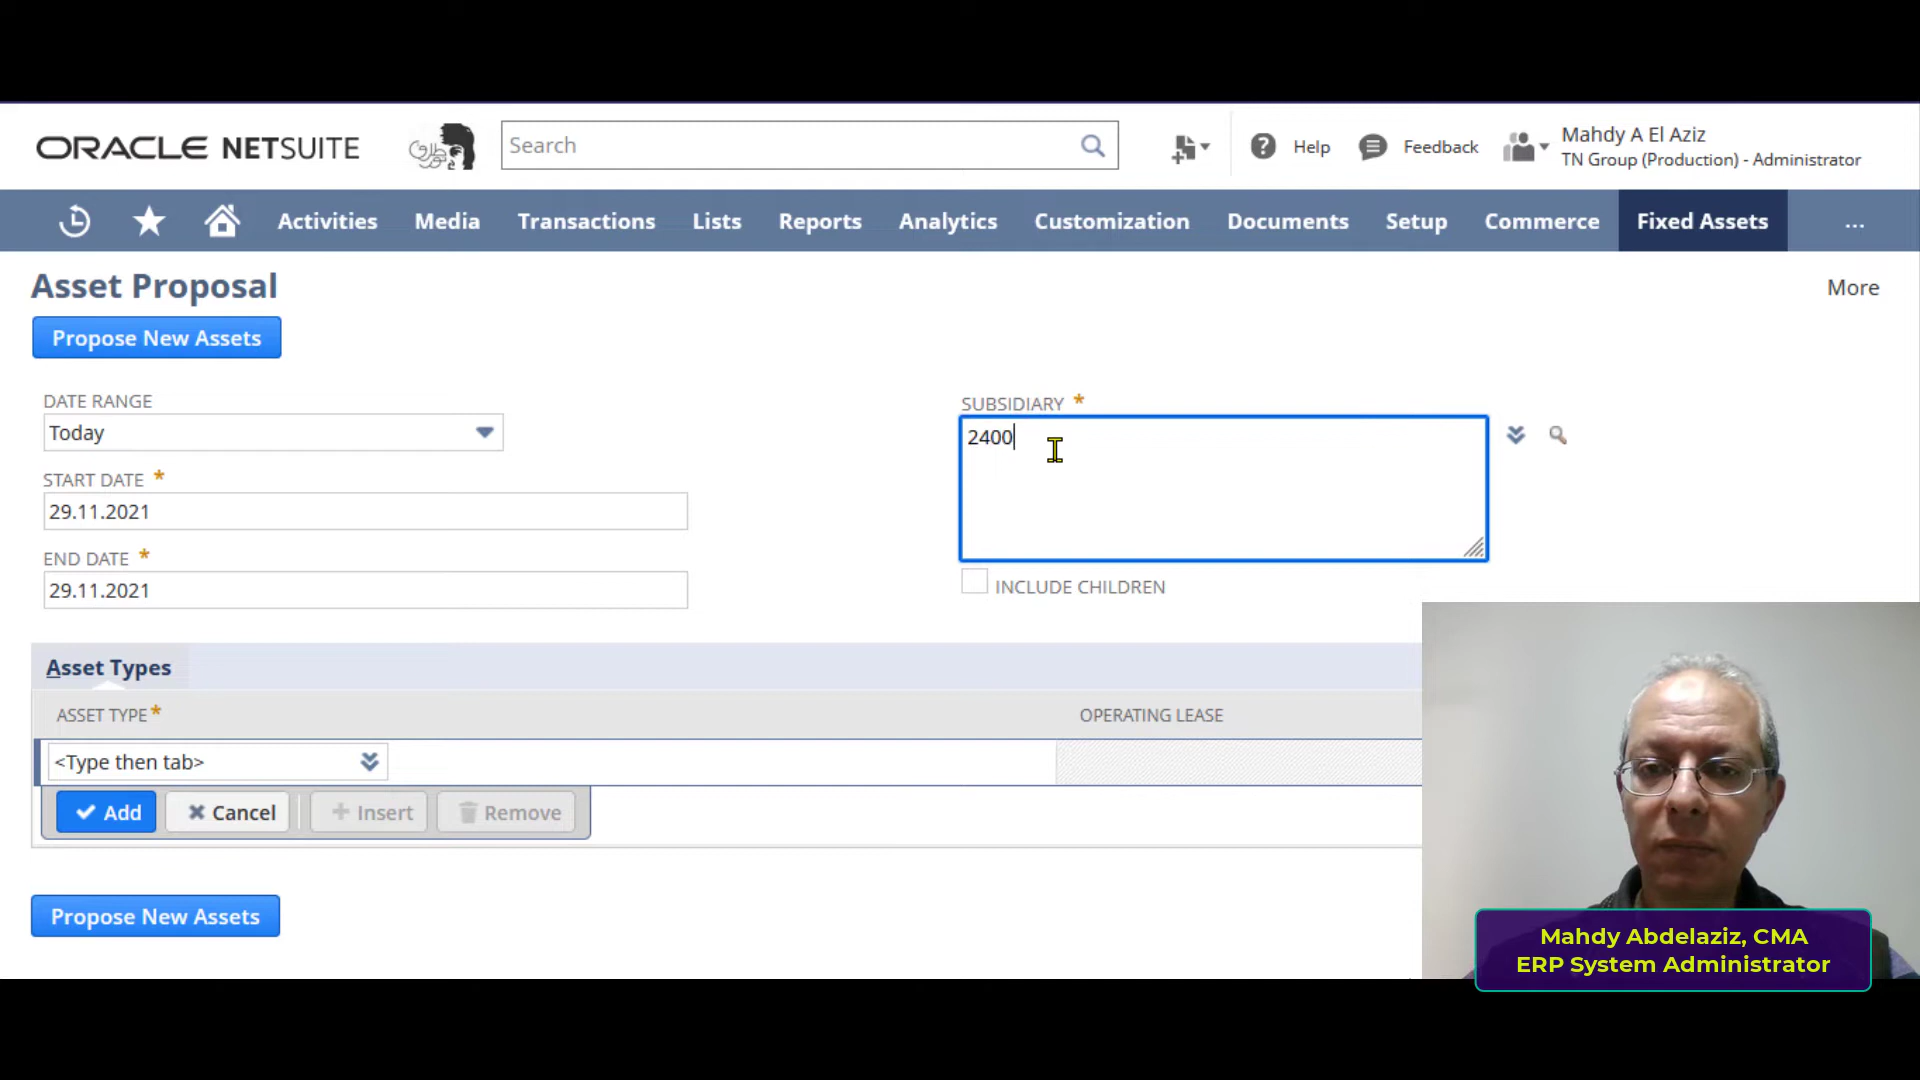 ORACLE NETSUITE
Search
Help
Feedback
Mahdy A El Aziz
TN Group (Production) - Administrator
Activities
Media
Transactions
Lists
Reports
Analytics
Customization
Documents
Setup
Commerce
Fixed Assets
...
Asset Proposal
More
Propose New Assets
DATE RANGE
Today
START DATE *
29.11.2021
END DATE *
29.11.2021
SUBSIDIARY *
2400
INCLUDE CHILDREN
Asset Types
ASSET TYPE *
OPERATING LEASE
<Type then tab>
Add
Cancel
Insert
Remove
Propose New Assets
Mahdy Abdelaziz, CMA
ERP System Administrator